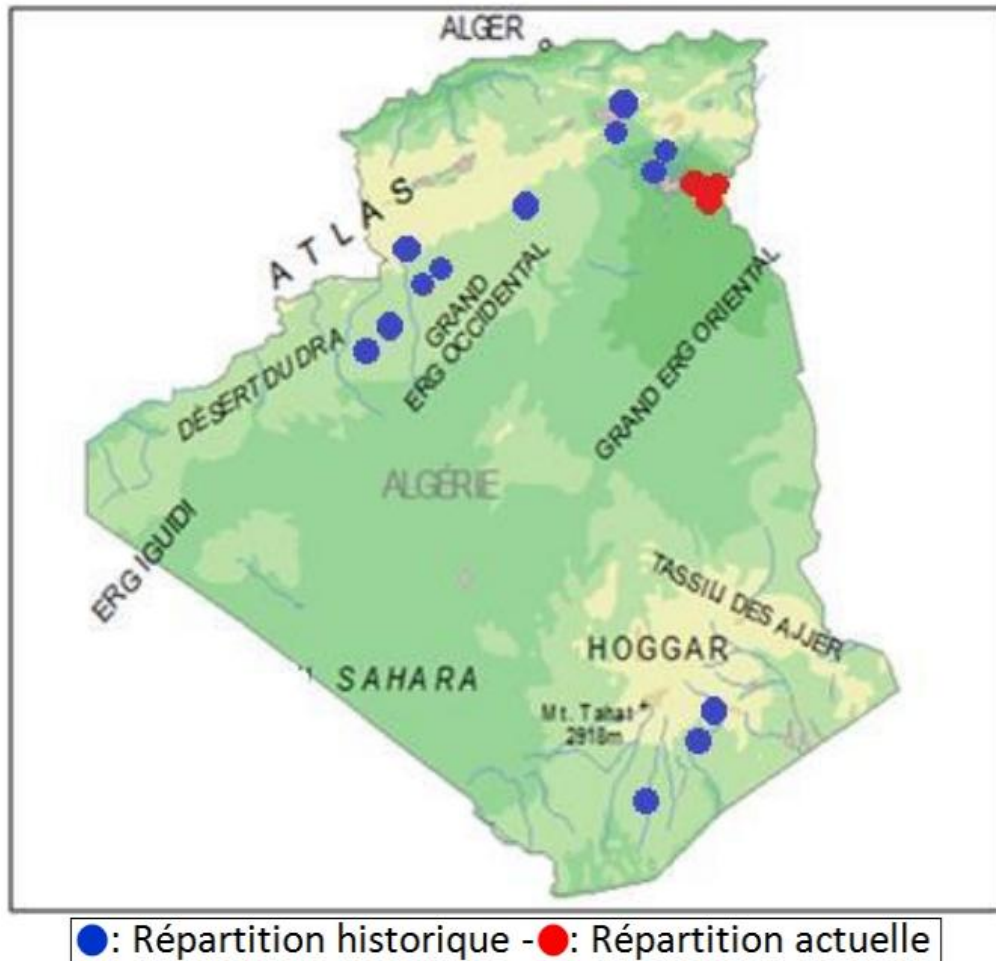 ALGER
ATLAS
GRAND
ERG OCCIDENTAL
DÉSERT DU DRA
GRAND ERG ORIENTAL
ALGÉRIE
ERG IGUIDI
TASSILI DES AJJER
HOGGAR
SAHARA
Mt. Tahat
2918m
: Répartition historique - : Répartition actuelle